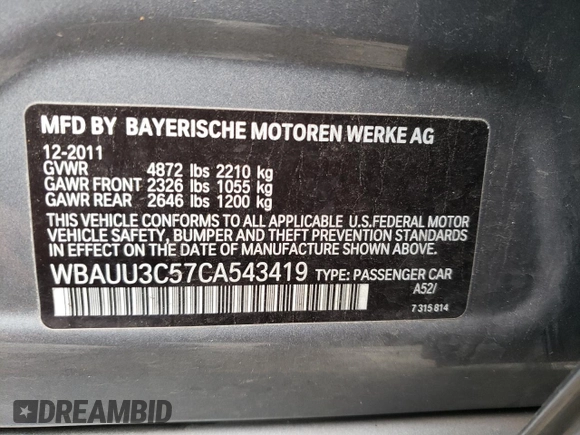 MFD BY BAYERISCHE MOTOREN WERKE AG
12-2011
GVWR 4872 lbs 2210 kg
GAWR FRONT 2326 lbs 1055 kg
GAWR REAR 2646 lbs 1200 kg
THIS VEHICLE CONFORMS TO ALL APPLICABLE U.S.FEDERAL MOTOR
VEHICLE SAFETY, BUMPER AND THEFT PREVENTION STANDARDS
IN EFFECT ON THE DATE OF MANUFACTURE SHOWN ABOVE.
WBAUU3C57CA543419 TYPE: PASSENGER CAR
A52/
7 315 814
DREAMBID